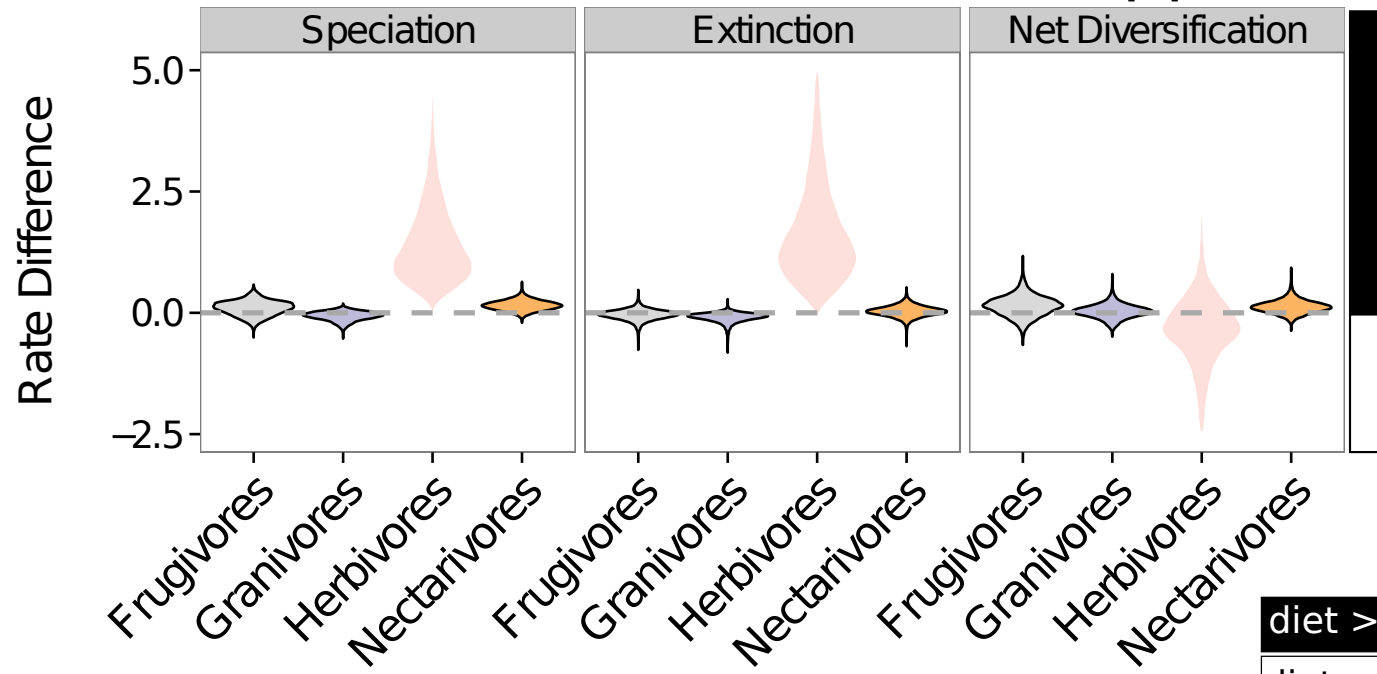 Speciation
Extinction
Net Diversification
Rate Difference
5.0
2.5
0.0
−2.5
Frugivores
Granivores
Herbivores
Nectarivores
Frugivores
Granivores
Herbivores
Nectarivores
Frugivores
Granivores
Herbivores
Nectarivores
diet >